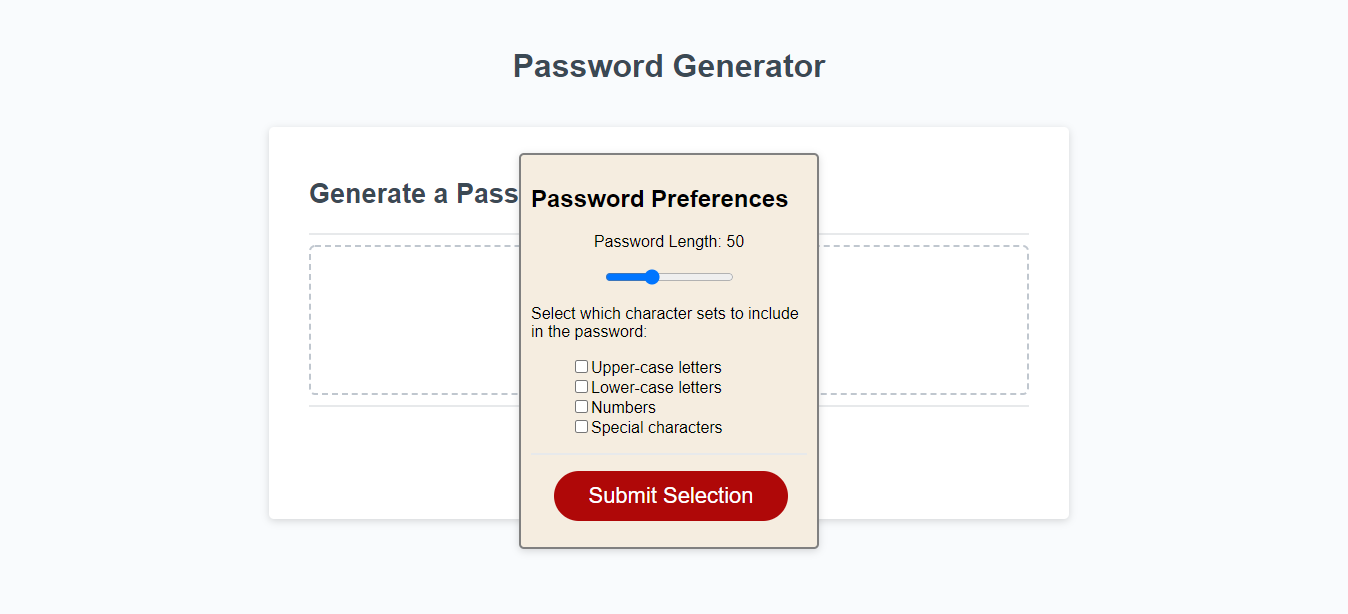 Password Generator
Generate a Pass
Password Preferences
Password Length: 50
Select which character sets to include
in the password:
Upper-case letters
Lower-case letters
Numbers
Special characters
Submit Selection